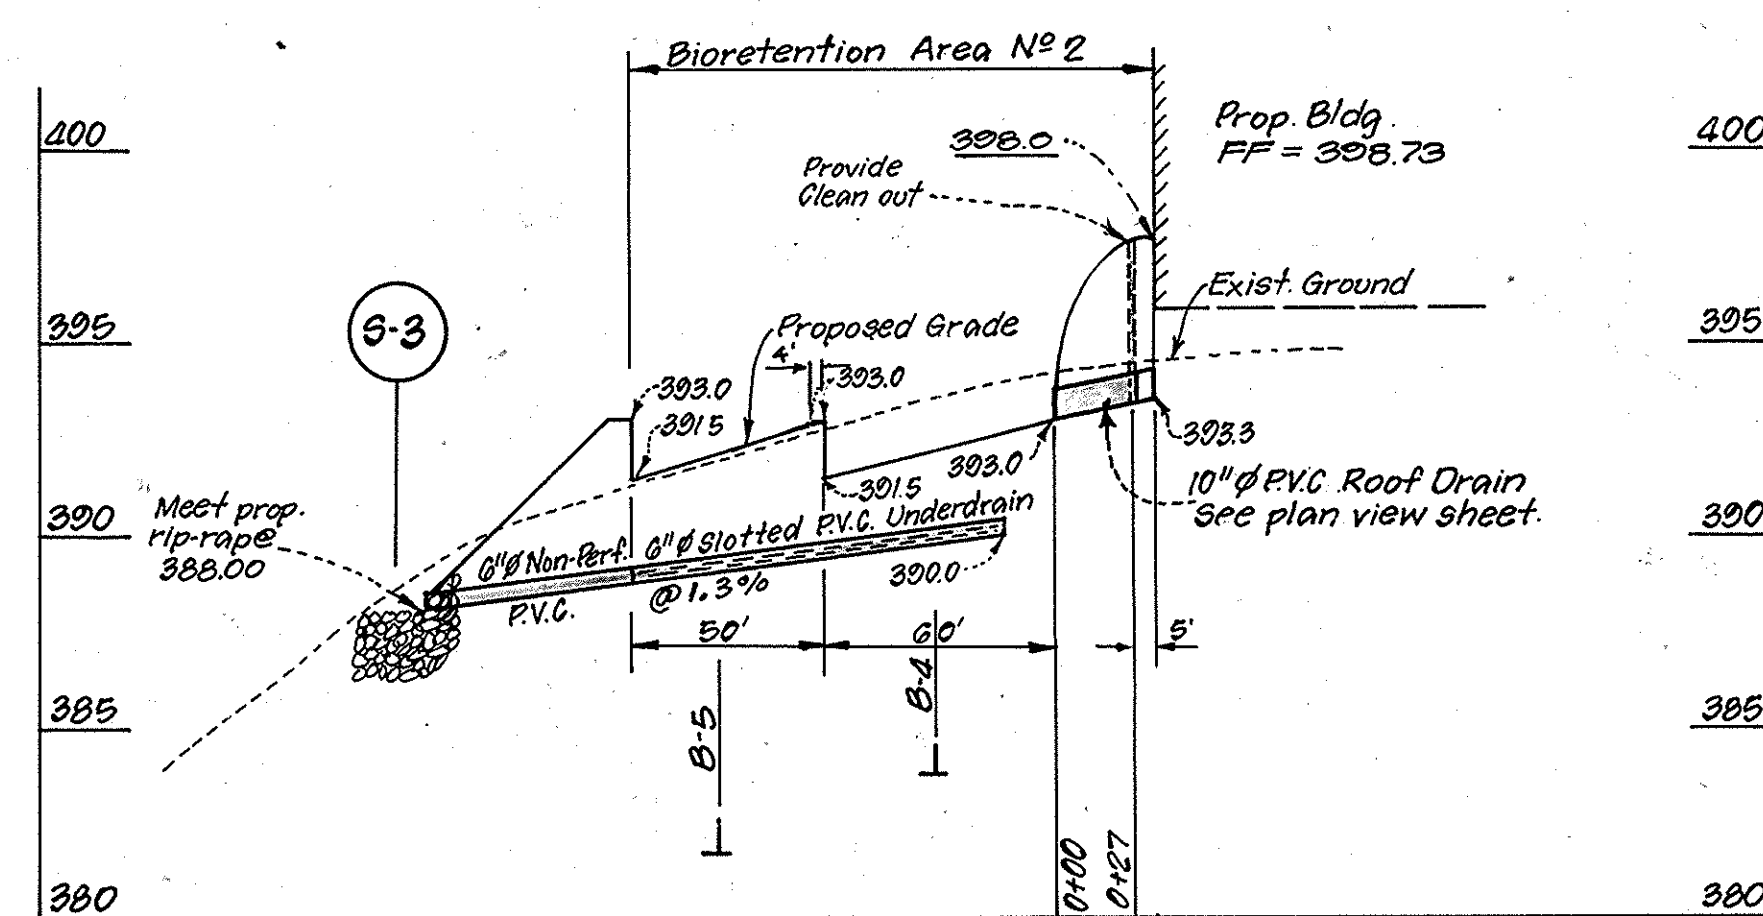 Bioretention Area Nº 2
400
398.0
Prop. Bldg.
FF = 398.73
400
Provide
Clean out
Exist. Ground
395
S-3
Proposed Grade
395
4'
393.0
393.0
391.5
393.3
393.0
391.5
10"Ø P.V.C. Roof Drain
See plan view sheet.
390
Meet prop.
rip-rap@
388.00
6"Ø Non-Perf.
P.V.C.
6"Ø Slotted P.V.C. Underdrain
@ 1.3%
390.0
390
50'
60'
5'
B-5
B-4
385
385
0+00
0+27
380
380